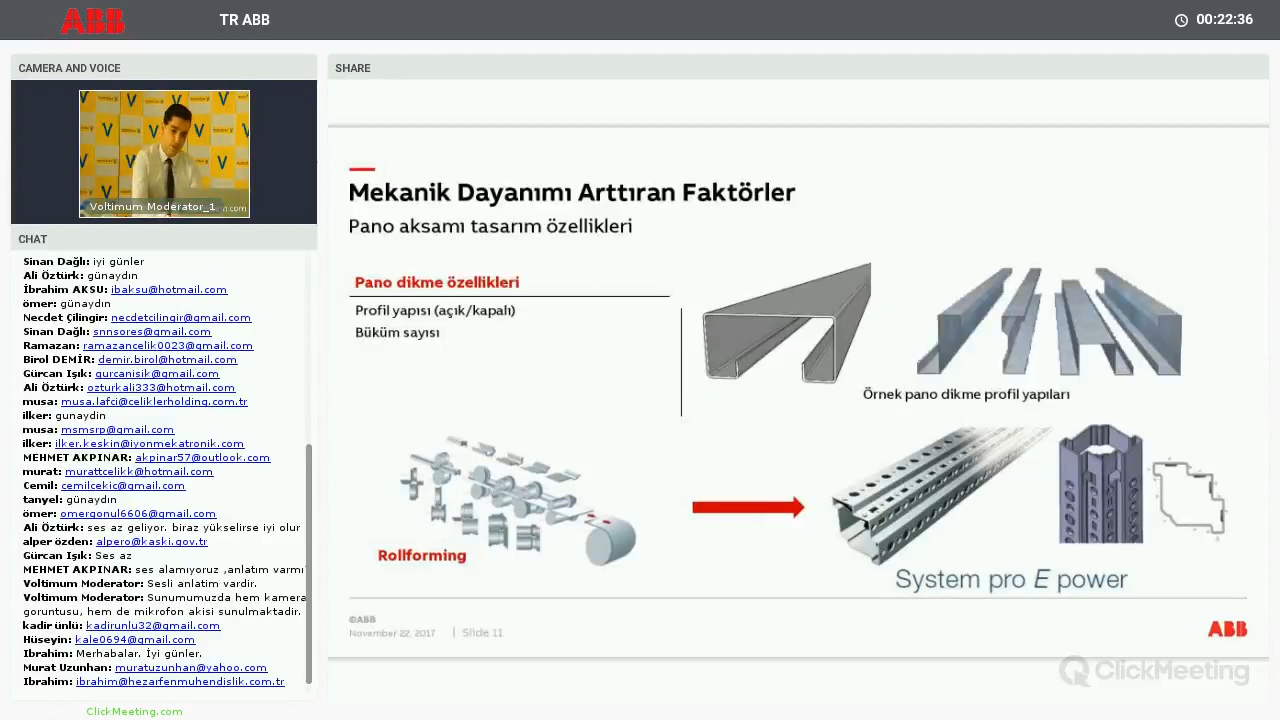 ABB
TR ABB
00:22:36
CAMERA AND VOICE
Voltimum Moderator_1
CHAT
Sinan Dağlı: iyi günler
Ali Öztürk: günaydın
İbrahim AKSU: ibaksu@hotmail.com
ömer: günaydın
Necdet Çilingir: necdetcilingir@gmail.com
Sinan Dağlı: snnsores@gmail.com
Ramazan: ramazancelik0023@gmail.com
Birol DEMİR: demir.birol@hotmail.com
Gürcan Işık: gurcanisik@gmail.com
Ali Öztürk: ozturkali333@hotmail.com
musa: musa.lafci@celiklerholding.com.tr
ilker: gunaydin
musa: msmsrp@gmail.com
ilker: ilker.keskin@iyonmekatronik.com
MEHMET AKPINAR: akpinar57@outlook.com
murat: murattcelikk@hotmail.com
Cemil: cemilcekic@gmail.com
tanyel: günaydın
ömer: omergonul6606@gmail.com
Ali Öztürk: ses az geliyor. biraz yükselirse iyi olur
alper özden: alpero@kaski.gov.tr
Gürcan Işık: Ses az
MEHMET AKPINAR: ses alamıyoruz ,anlatım varmı
Voltimum Moderator: Sesli anlatim vardir.
Voltimum Moderator: Sunumumuzda hem kamera
goruntusu, hem de mikrofon akisi sunulmaktadir.
kadir ünlü: kadirunlu32@gmail.com
Hüseyin: kale0694@gmail.com
Ibrahim: Merhabalar. İyi günler.
Murat Uzunhan: muratuzunhan@yahoo.com
Ibrahim: ibrahim@hezarfenmuhendislik.com.tr
ClickMeeting.com
SHARE
Mekanik Dayanımı Arttıran Faktörler
Pano aksamı tasarım özellikleri
Pano dikme özellikleri
Profil yapısı (açık/kapalı)
Büküm sayısı
Örnek pano dikme profil yapıları
Rollforming
System pro E power
©ABB
November 22, 2017 | Slide 11
ABB
ClickMeeting